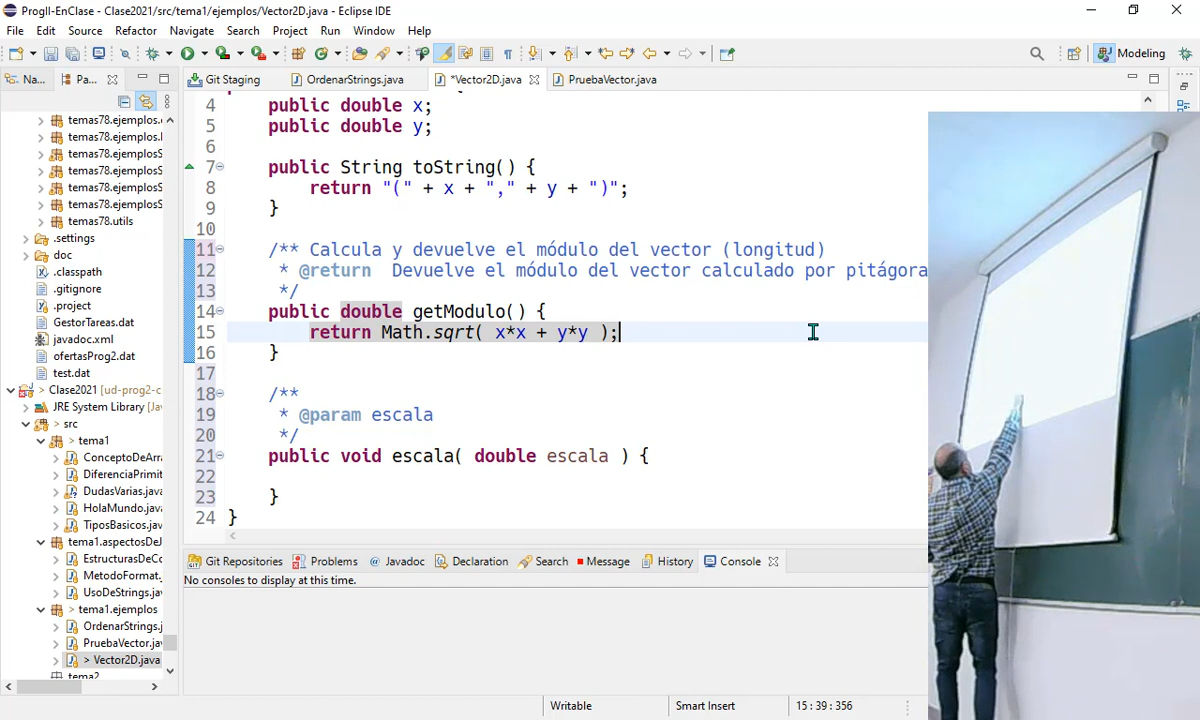 ProgII-EnClase - Clase2021/src/tema1/ejemplos/Vector2D.java - Eclipse IDE
File Edit Source Refactor Navigate Search Project Run Window Help
Modeling
Na... Pa... Git Staging OrdenarStrings.java *Vector2D.java PruebaVector.java
temas78.ejemplos.
temas78.ejemplos.
temas78.ejemplosS
temas78.ejemplosS
temas78.ejemplosS
temas78.ejemplosS
temas78.utils
.settings
doc
.classpath
.gitignore
.project
GestorTareas.dat
javadoc.xml
ofertasProg2.dat
test.dat
Clase2021 [ud-prog2-c
JRE System Library [Jav
src
> tema1
ConceptoDeArra
DiferenciaPrimit
DudasVarias.java
HolaMundo.java
TiposBasicos.jav
tema1.aspectosDeJ
EstructurasDeCo
MetodoFormat.
UsoDeStrings.jav
> tema1.ejemplos
OrdenarStrings.j
PruebaVector.jav
> Vector2D.java
tema2
4 public double x;
5 public double y;
6
7 public String toString() {
8 return "(" + x + "," + y + ")";
9 }
10
11 /** Calcula y devuelve el módulo del vector (longitud)
12 * @return Devuelve el módulo del vector calculado por pitágora
13 */
14 public double getModulo() {
15 return Math.sqrt( x*x + y*y );
16 }
17
18 /**
19 * @param escala
20 */
21 public void escala( double escala ) {
22
23 }
24 }
Git Repositories Problems @ Javadoc Declaration Search Message History Console
No consoles to display at this time.
Writable Smart Insert 15 : 39 : 356